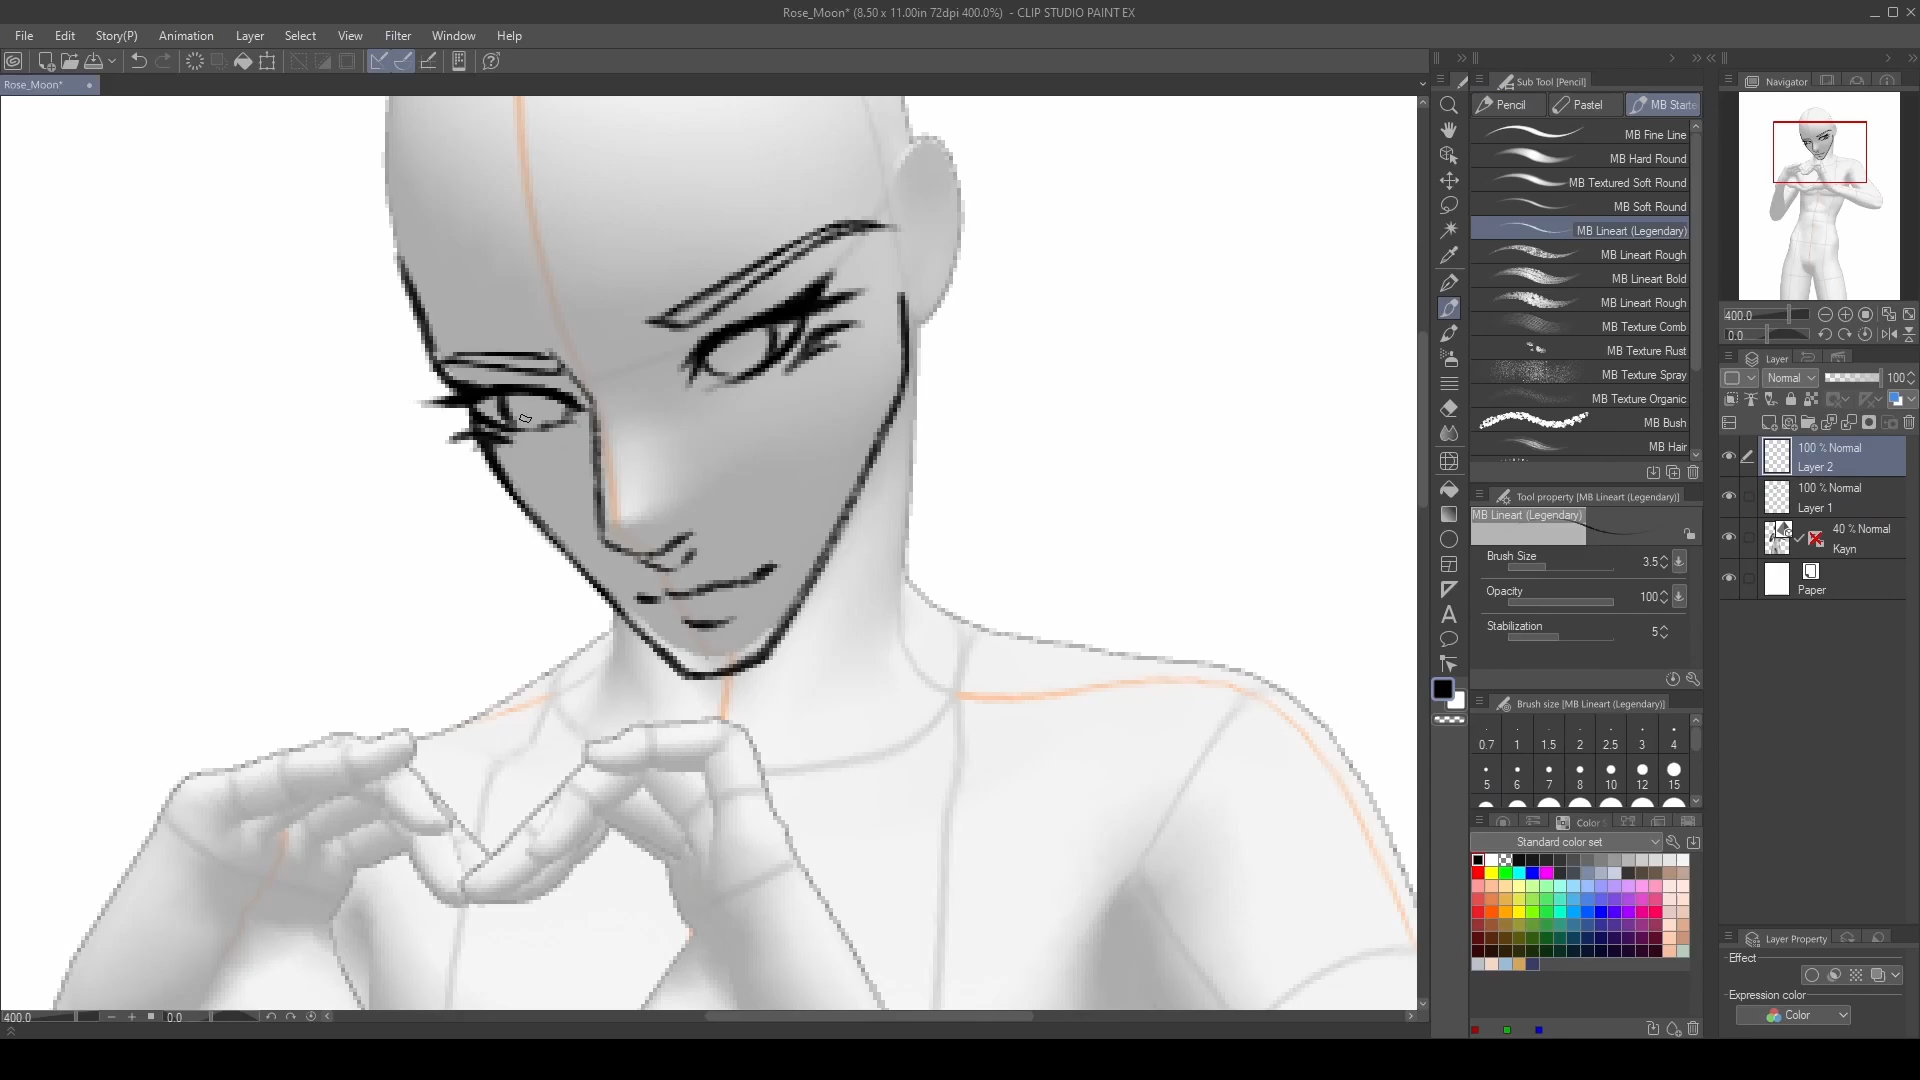 Rose_Moon* (8.50 x 11.00in 72dpi 400.0%) - CLIP STUDIO PAINT EX
File Edit Story(P) Animation Layer Select View Filter Window Help
Rose_Moon*
Sub Tool [Pencil]
Pencil Pastel MB Starte
MB Fine Line
MB Hard Round
MB Textured Soft Round
MB Soft Round
MB Lineart (Legendary)
MB Lineart Rough
MB Lineart Bold
MB Lineart Rough
MB Texture Comb
MB Texture Rust
MB Texture Spray
MB Texture Organic
MB Bush
MB Hair
Tool property [MB Lineart (Legendary)]
MB Lineart (Legendary)
Brush Size 3.5
Opacity 100
Stabilization 5
Brush size [MB Lineart (Legendary)]
0.7 1 1.5 2 2.5 3 4
5 6 7 8 10 12 15
Color S
Standard color set
Navigator
400.0
0.0
Layer
Normal 100
100 % Normal
Layer 2
100 % Normal
Layer 1
40 % Normal
Kayn
Paper
Layer Property
Effect
Expression color
Color
400.0 0.0